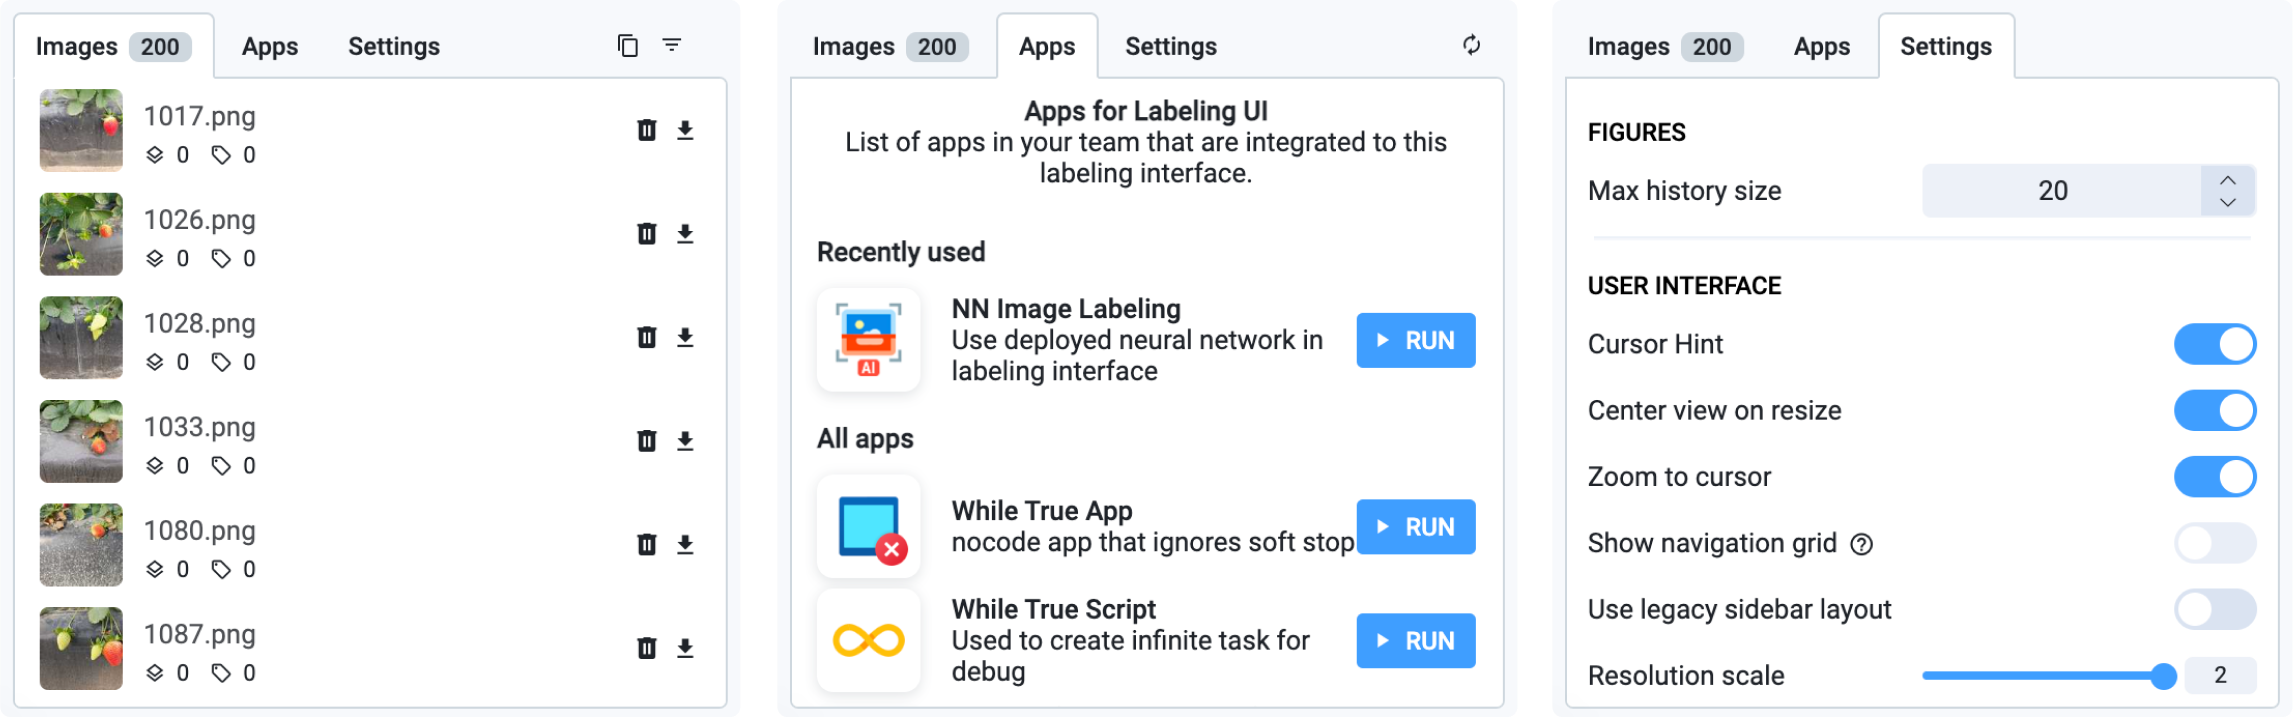 Images 200 Apps Settings
1017.png
0 0
1026.png
0 0
1028.png
0 0
1033.png
0 0
1080.png
0 0
1087.png
0 0
Images 200 Apps Settings
Apps for Labeling UI
List of apps in your team that are integrated to this
labeling interface.
Recently used
NN Image Labeling
Use deployed neural network in
labeling interface
AI
RUN
All apps
While True App
nocode app that ignores soft stop
RUN
While True Script
Used to create infinite task for
debug
RUN
Images 200 Apps Settings
FIGURES
Max history size 20
USER INTERFACE
Cursor Hint
Center view on resize
Zoom to cursor
Show navigation grid ?
Use legacy sidebar layout
Resolution scale 2